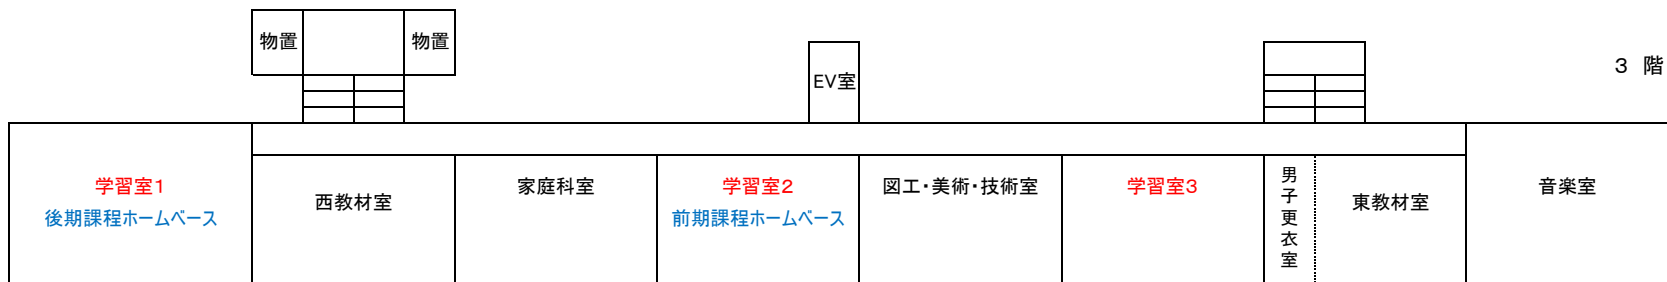 物置
物置
EV室
３ 階
学習室１
後期課程ホームベース
西教材室
家庭科室
学習室２
前期課程ホームベース
図工・美術・技術室
学習室３
男子更衣室
東教材室
音楽室